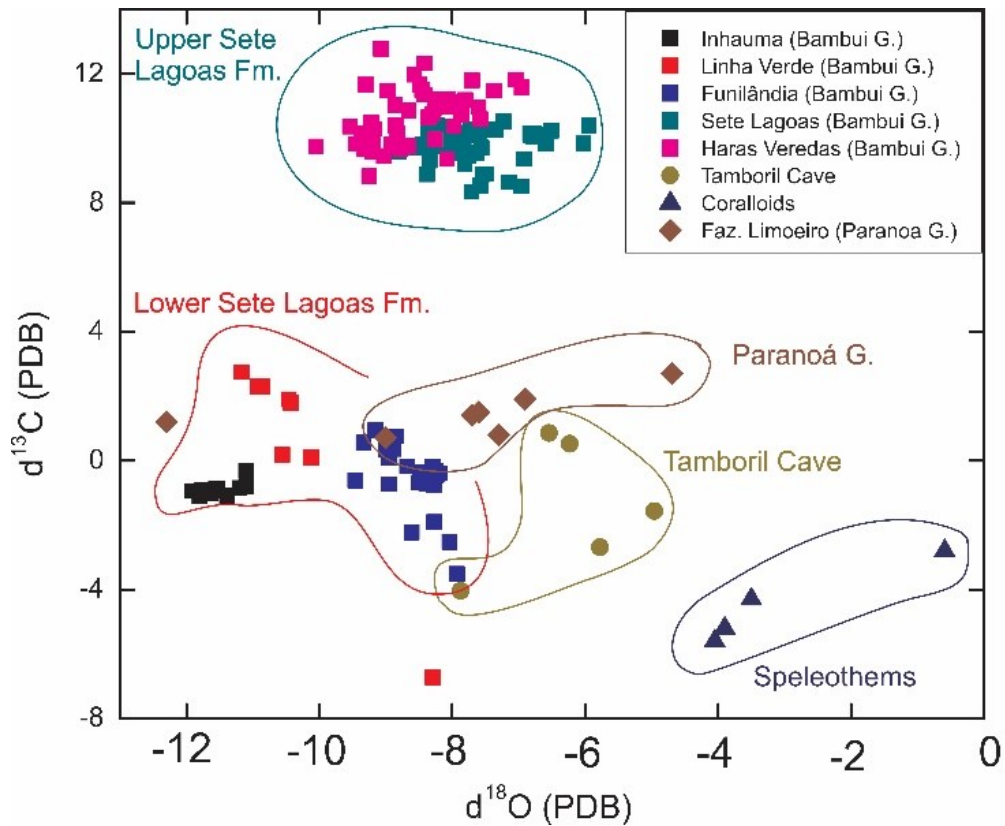 Upper Sete
Lagoas Fm.
Inhauma (Bambui G.)
Linha Verde (Bambui G.)
Funilândia (Bambui G.)
Sete Lagoas (Bambui G.)
Haras Veredas (Bambui G.)
Tamboril Cave
Coralloids
Faz. Limoeiro (Paranoa G.)
12
8
4
0
-4
-8
d¹³C (PDB)
Lower Sete Lagoas Fm.
Paranoá G.
Tamboril Cave
Speleothems
-12 -10 -8 -6 -4 -2 0
d¹⁸O (PDB)